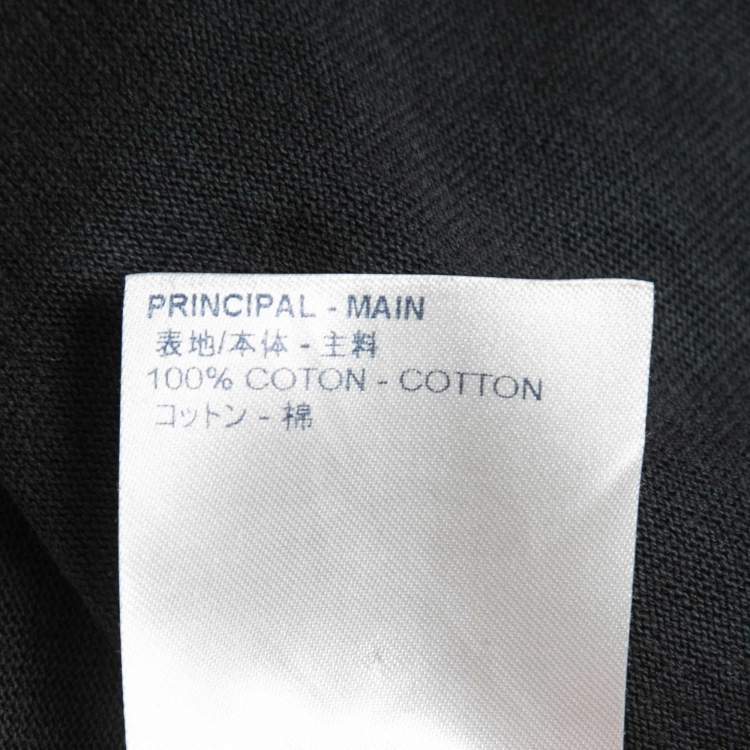 PRINCIPAL - MAIN
表地/本体 - 主料
100% COTON - COTTON
コットン - 棉